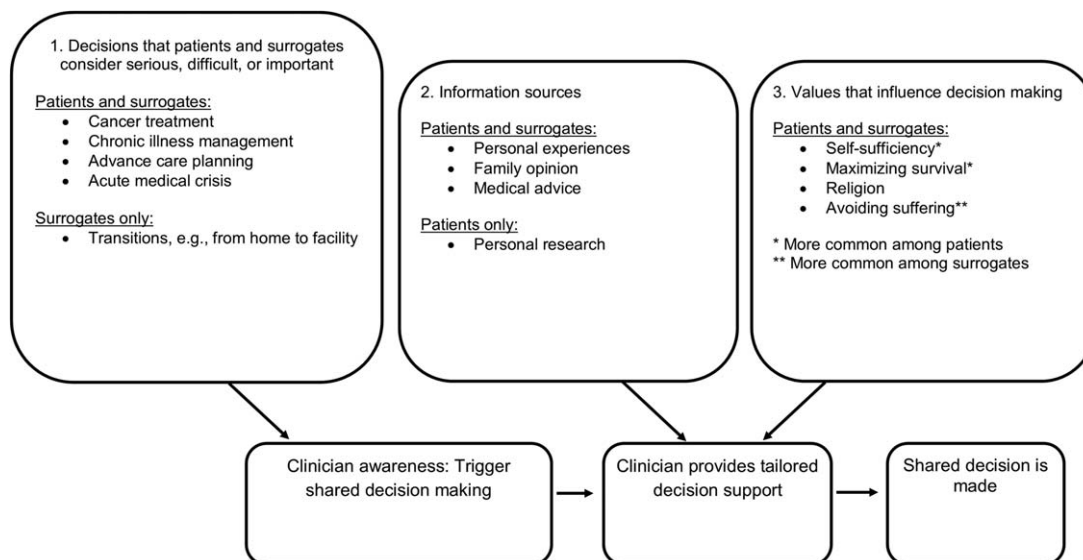 1. Decisions that patients and surrogates
consider serious, difficult, or important
Patients and surrogates:
• Cancer treatment
• Chronic illness management
• Advance care planning
• Acute medical crisis
Surrogates only:
• Transitions, e.g., from home to facility
2. Information sources
Patients and surrogates:
• Personal experiences
• Family opinion
• Medical advice
Patients only:
• Personal research
3. Values that influence decision making
Patients and surrogates:
• Self-sufficiency*
• Maximizing survival*
• Religion
• Avoiding suffering**
* More common among patients
** More common among surrogates
Clinician awareness: Trigger
shared decision making
Clinician provides tailored
decision support
Shared decision is
made